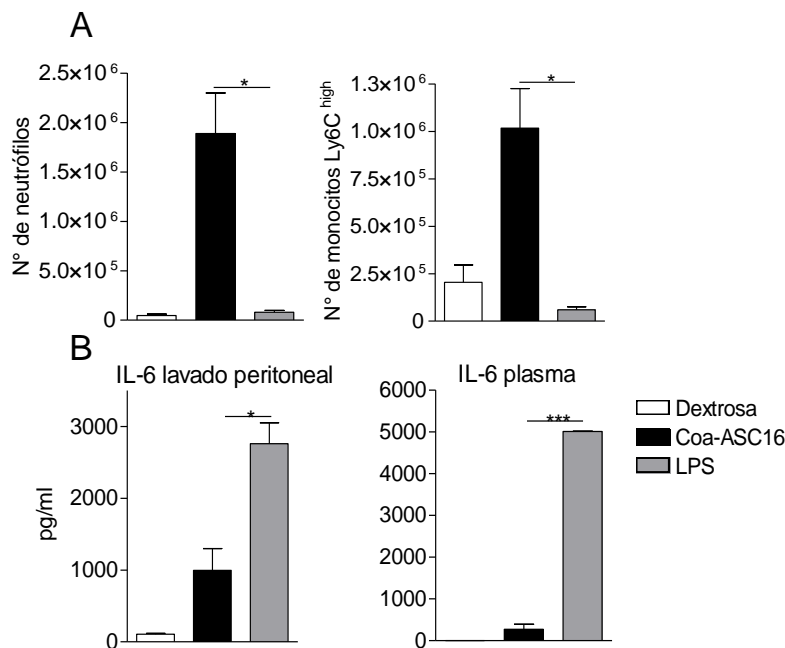 A
N° de neutrófilos
2.5×10⁶
2.0×10⁶
1.5×10⁶
1.0×10⁶
5.0×10⁵
0
*
N° de monocitos Ly6C^high
1.3×10⁶
1.0×10⁶
7.5×10⁵
5.0×10⁵
2.5×10⁵
0
*
B
IL-6 lavado peritoneal
pg/ml
3000
2000
1000
0
*
IL-6 plasma
6000
5000
4000
3000
2000
1000
0
***
Dextrosa
Coa-ASC16
LPS